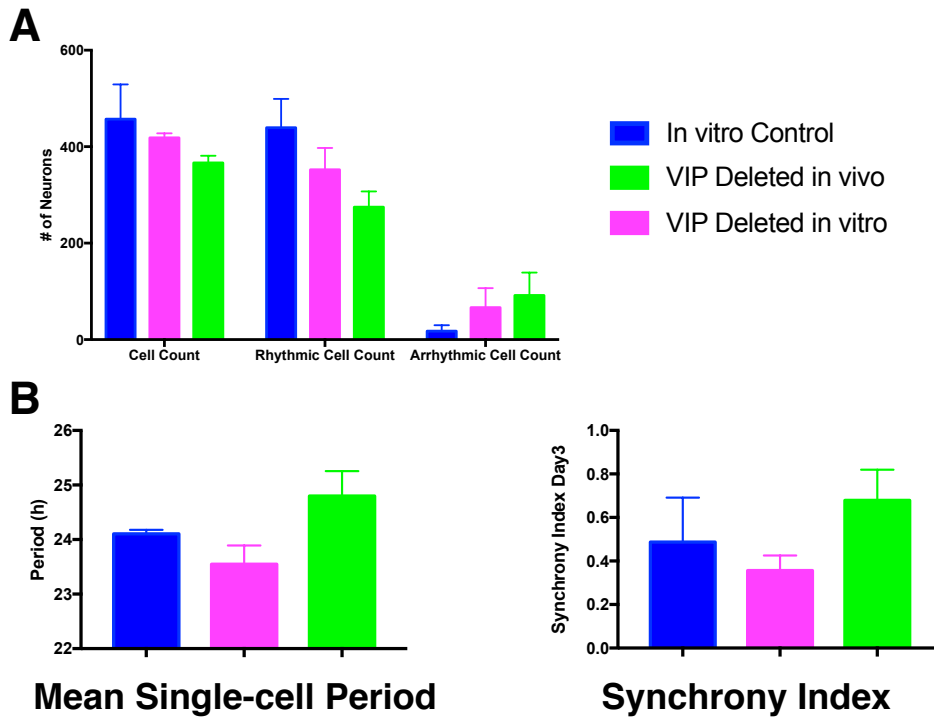 A
600
400
200
0
# of Neurons
Cell Count
Rhythmic Cell Count
Arrhythmic Cell Count
In vitro Control
VIP Deleted in vivo
VIP Deleted in vitro
B
26
25
24
23
22
Period (h)
Mean Single-cell Period
1.0
0.8
0.6
0.4
0.2
0.0
Synchrony Index Day3
Synchrony Index